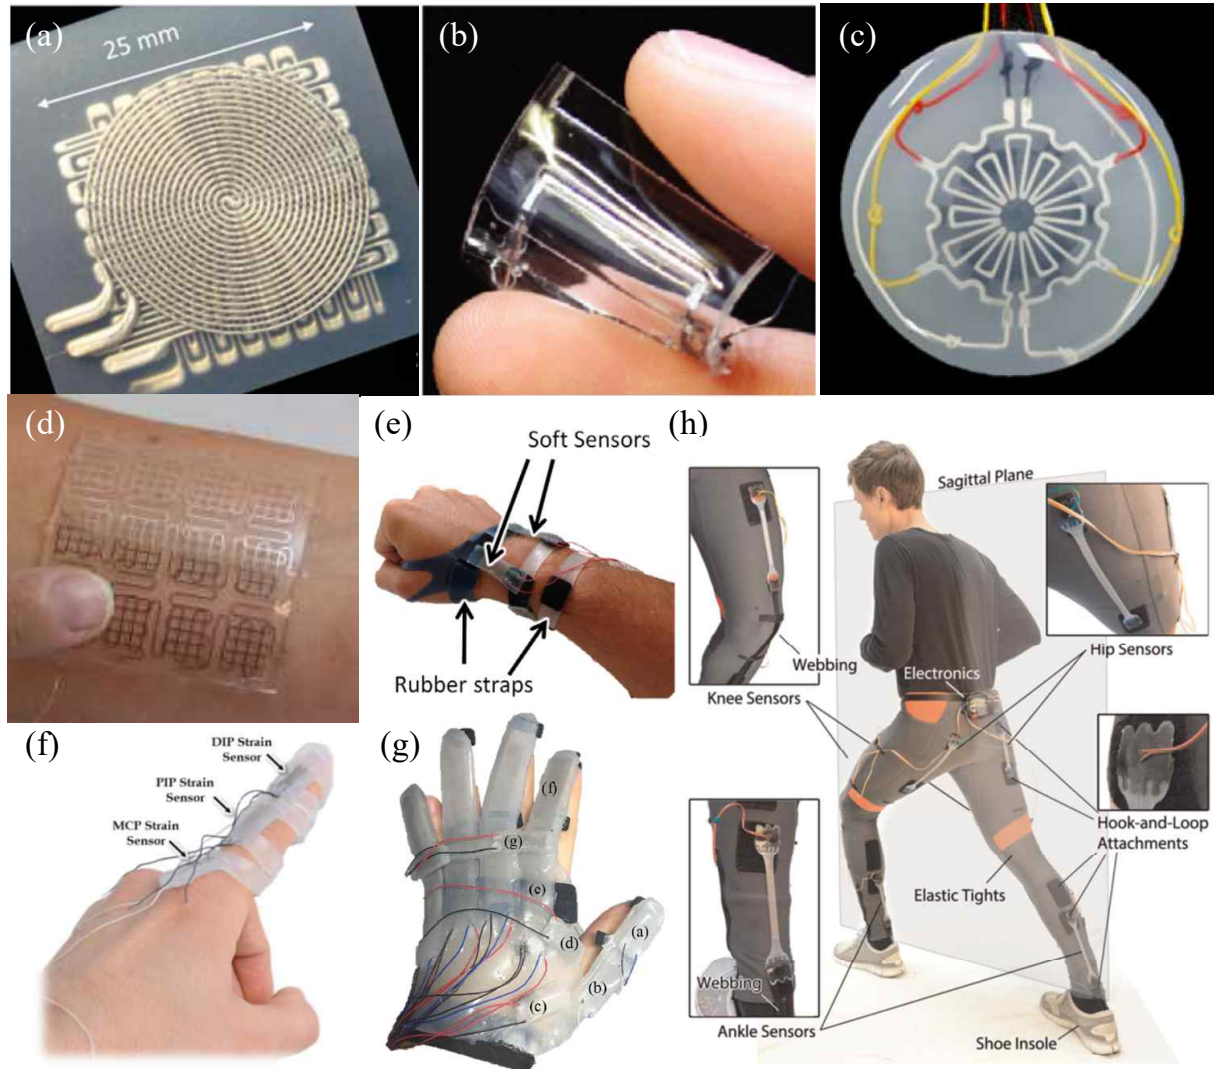 (a)
25 mm
(b)
(c)
(d)
(e)
Soft Sensors
Rubber straps
(f)
DIP Strain
Sensor
PIP Strain
Sensor
MCP Strain
Sensor
(g)
(f)
(g)
(e)
(d)
(a)
(b)
(c)
(h)
Sagittal Plane
Webbing
Knee Sensors
Electronics
Hip Sensors
Hook-and-Loop
Attachments
Elastic Tights
Webbing
Ankle Sensors
Shoe Insole